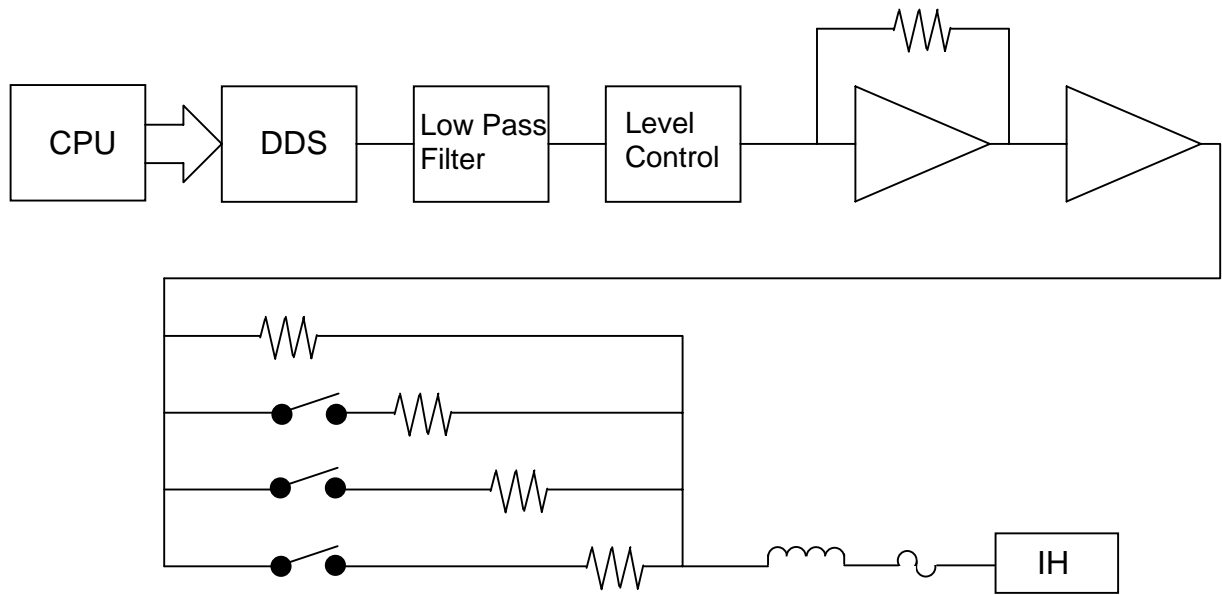 CPU
DDS
Low Pass
Filter
Level
Control
IH